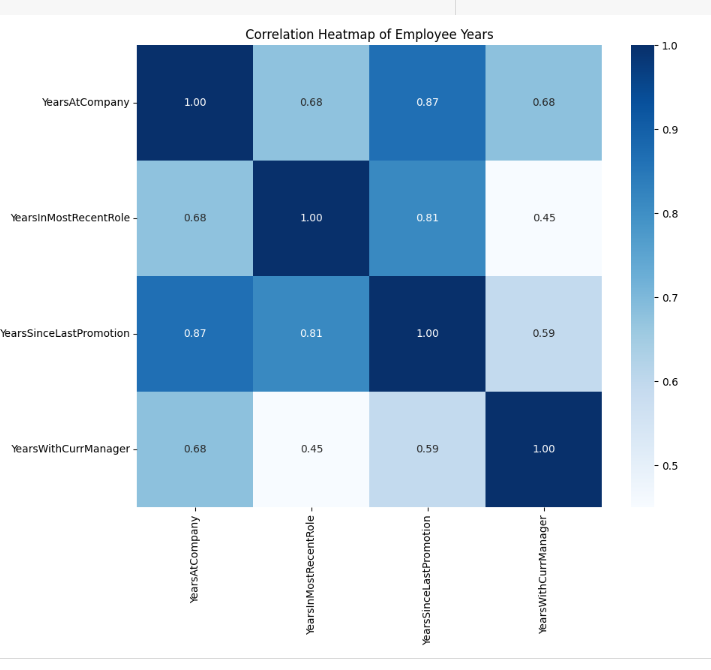 Correlation Heatmap of Employee Years
YearsAtCompany 1.00 0.68 0.87 0.68
YearsInMostRecentRole 0.68 1.00 0.81 0.45
YearsSinceLastPromotion 0.87 0.81 1.00 0.59
YearsWithCurrManager 0.68 0.45 0.59 1.00
YearsAtCompany
YearsInMostRecentRole
YearsSinceLastPromotion
YearsWithCurrManager
1.0
0.9
0.8
0.7
0.6
0.5